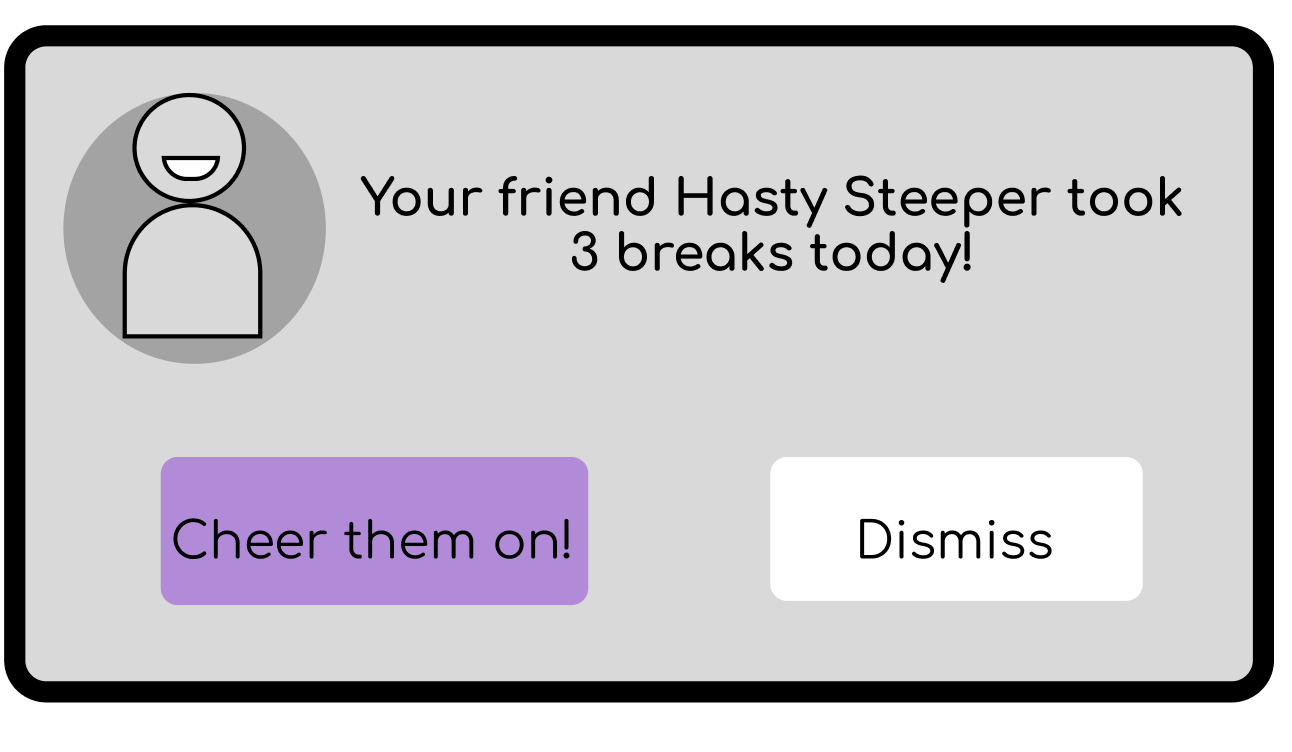 Your friend Hasty Steeper took
3 breaks today!
Cheer them on!
Dismiss